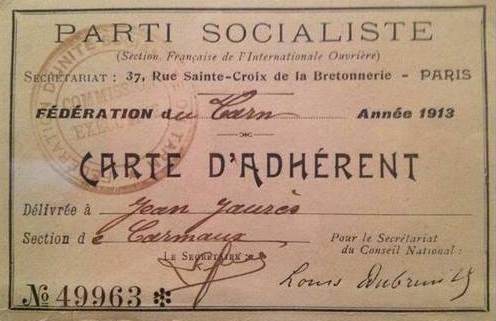 PARTI SOCIALISTE
(Section Française de l'Internationale Ouvrière)
SECRÉTARIAT : 37, Rue Sainte-Croix de la Bretonnerie - PARIS
FÉDÉRATION du Tarn Année 1913
CARTE D'ADHÉRENT
Délivrée à Jean Jaurès
Section de Carmaux
LE SECRÉTAIRE :
Pour le Secrétariat
du Conseil National :
Louis Dubreuilh
No 49963 ✻